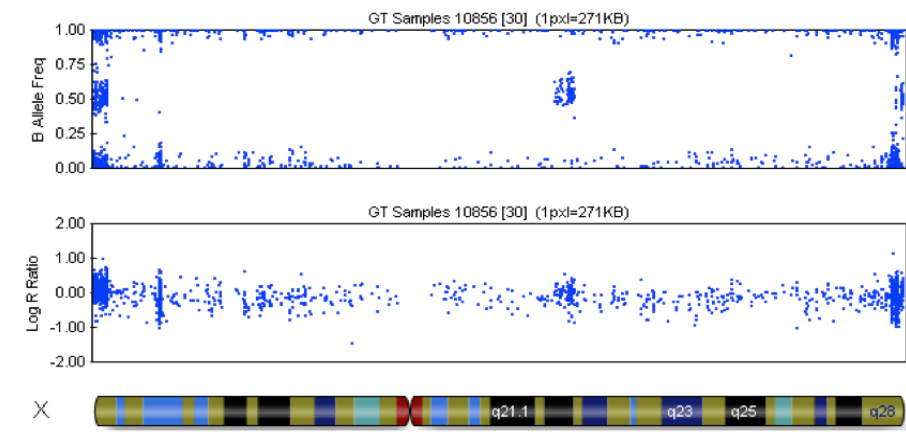 GT Samples 10856 [30] (1pxl=271KB)
1.00
0.75
0.50
0.25
0.00
B Allele Freq
GT Samples 10856 [30] (1pxl=271KB)
2.00
1.00
0.00
-1.00
-2.00
Log R Ratio
X q21.1 q23 q25 q28